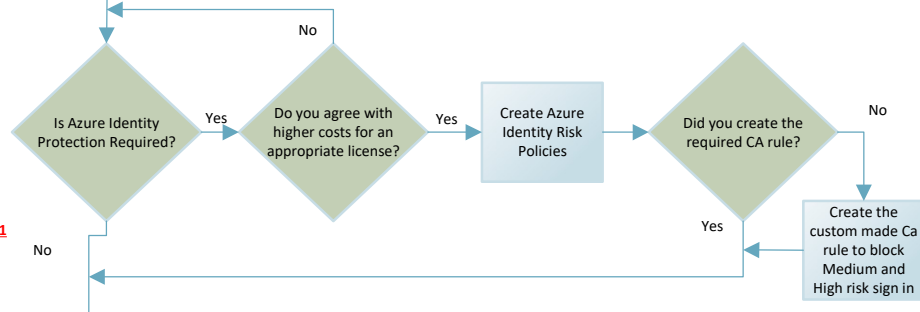 No
Is Azure Identity
Protection Required?
Yes
Do you agree with
higher costs for an
appropriate license?
Yes
Create Azure
Identity Risk
Policies
Did you create the
required CA rule?
No
1
No
Yes
Create the
custom made Ca
rule to block
Medium and
High risk sign in